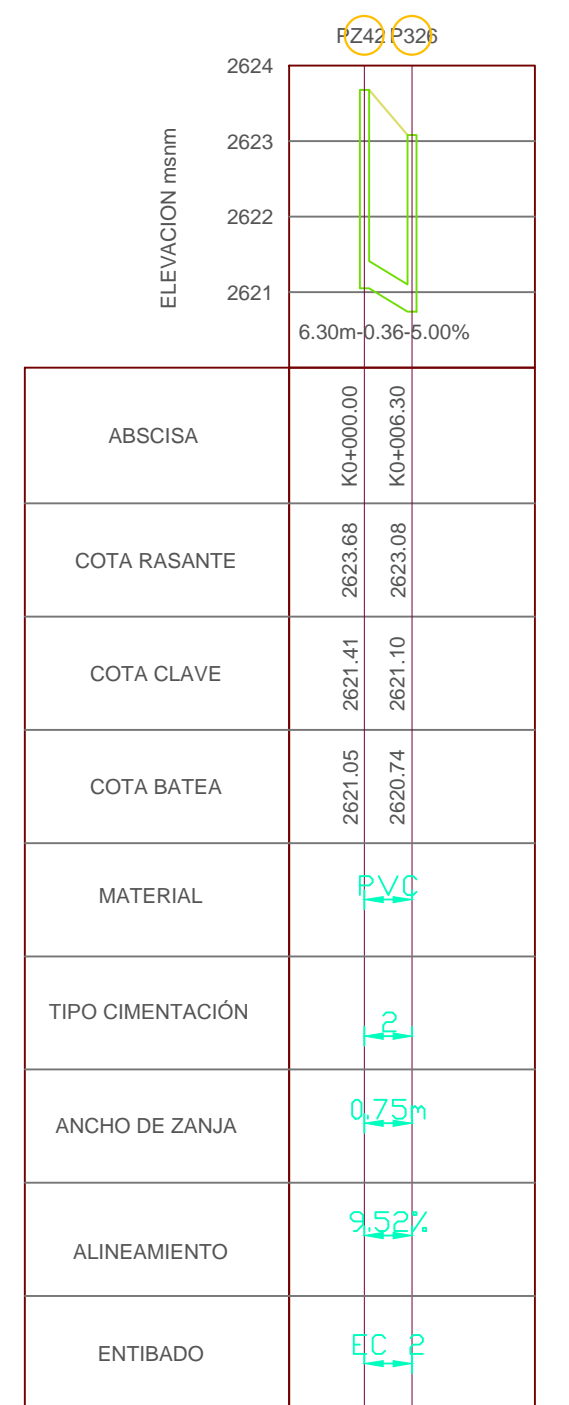 PZ42 P326
2624
2623
2622
2621
ELEVACION msnm
6.30m-0.36-5.00%
ABSCISA K0+000.00 K0+006.30
COTA RASANTE 2623.68 2623.08
COTA CLAVE 2621.41 2621.10
COTA BATEA 2621.05 2620.74
MATERIAL PVC
TIPO CIMENTACIÓN 2
ANCHO DE ZANJA 0.75m
ALINEAMIENTO 9.52%
ENTIBADO EC 2